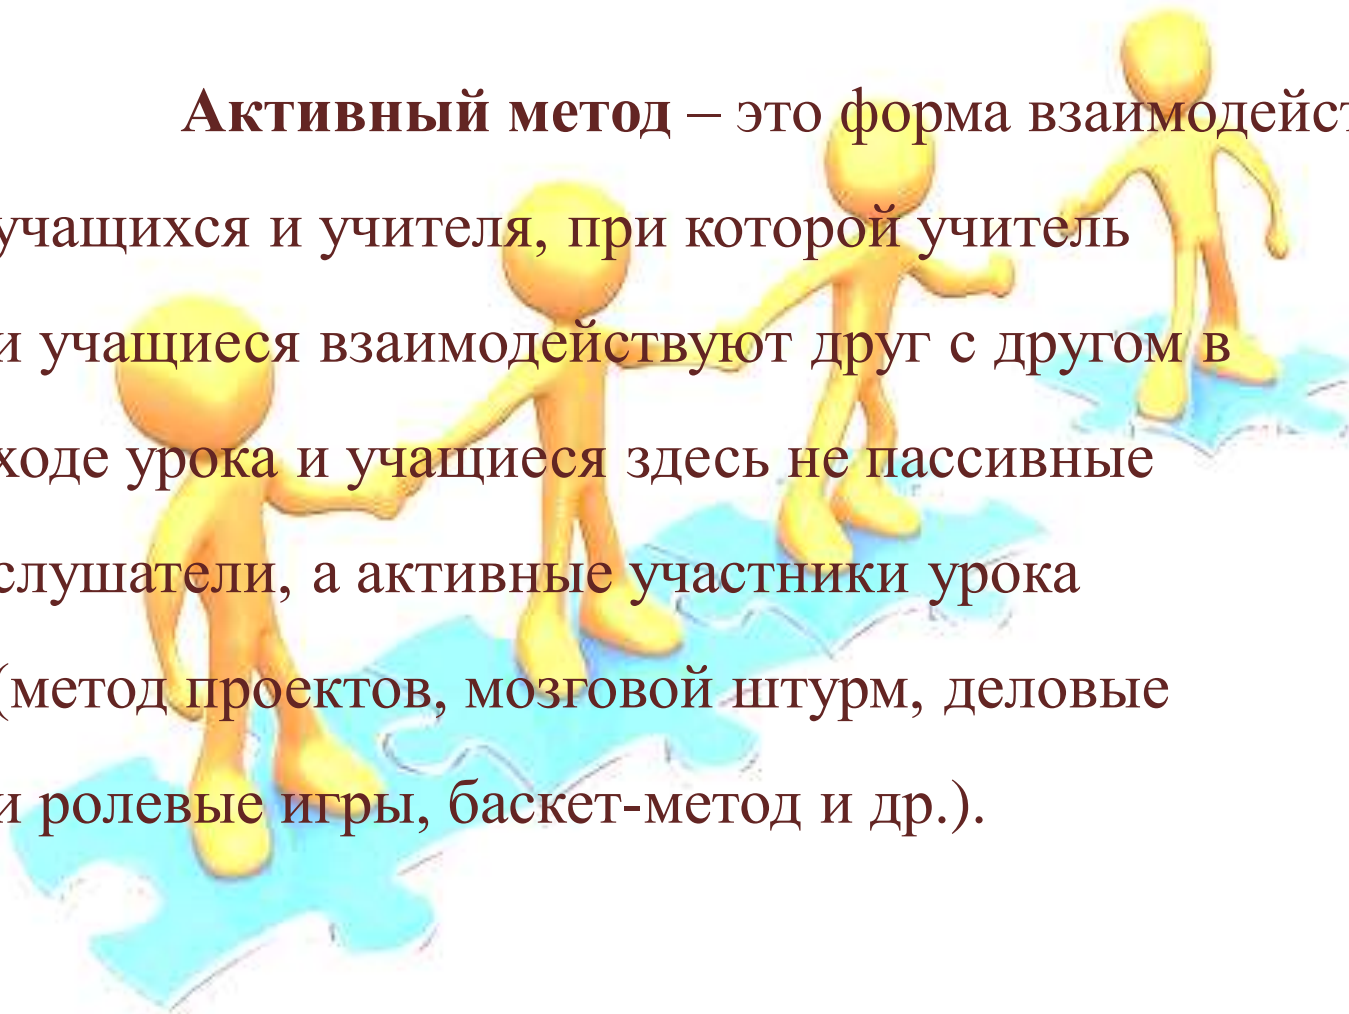 Активный метод – это форма взаимодейст
учащихся и учителя, при которой учитель
и учащиеся взаимодействуют друг с другом в
ходе урока и учащиеся здесь не пассивные
слушатели, а активные участники урока
(метод проектов, мозговой штурм, деловые
и ролевые игры, баскет-метод и др.).